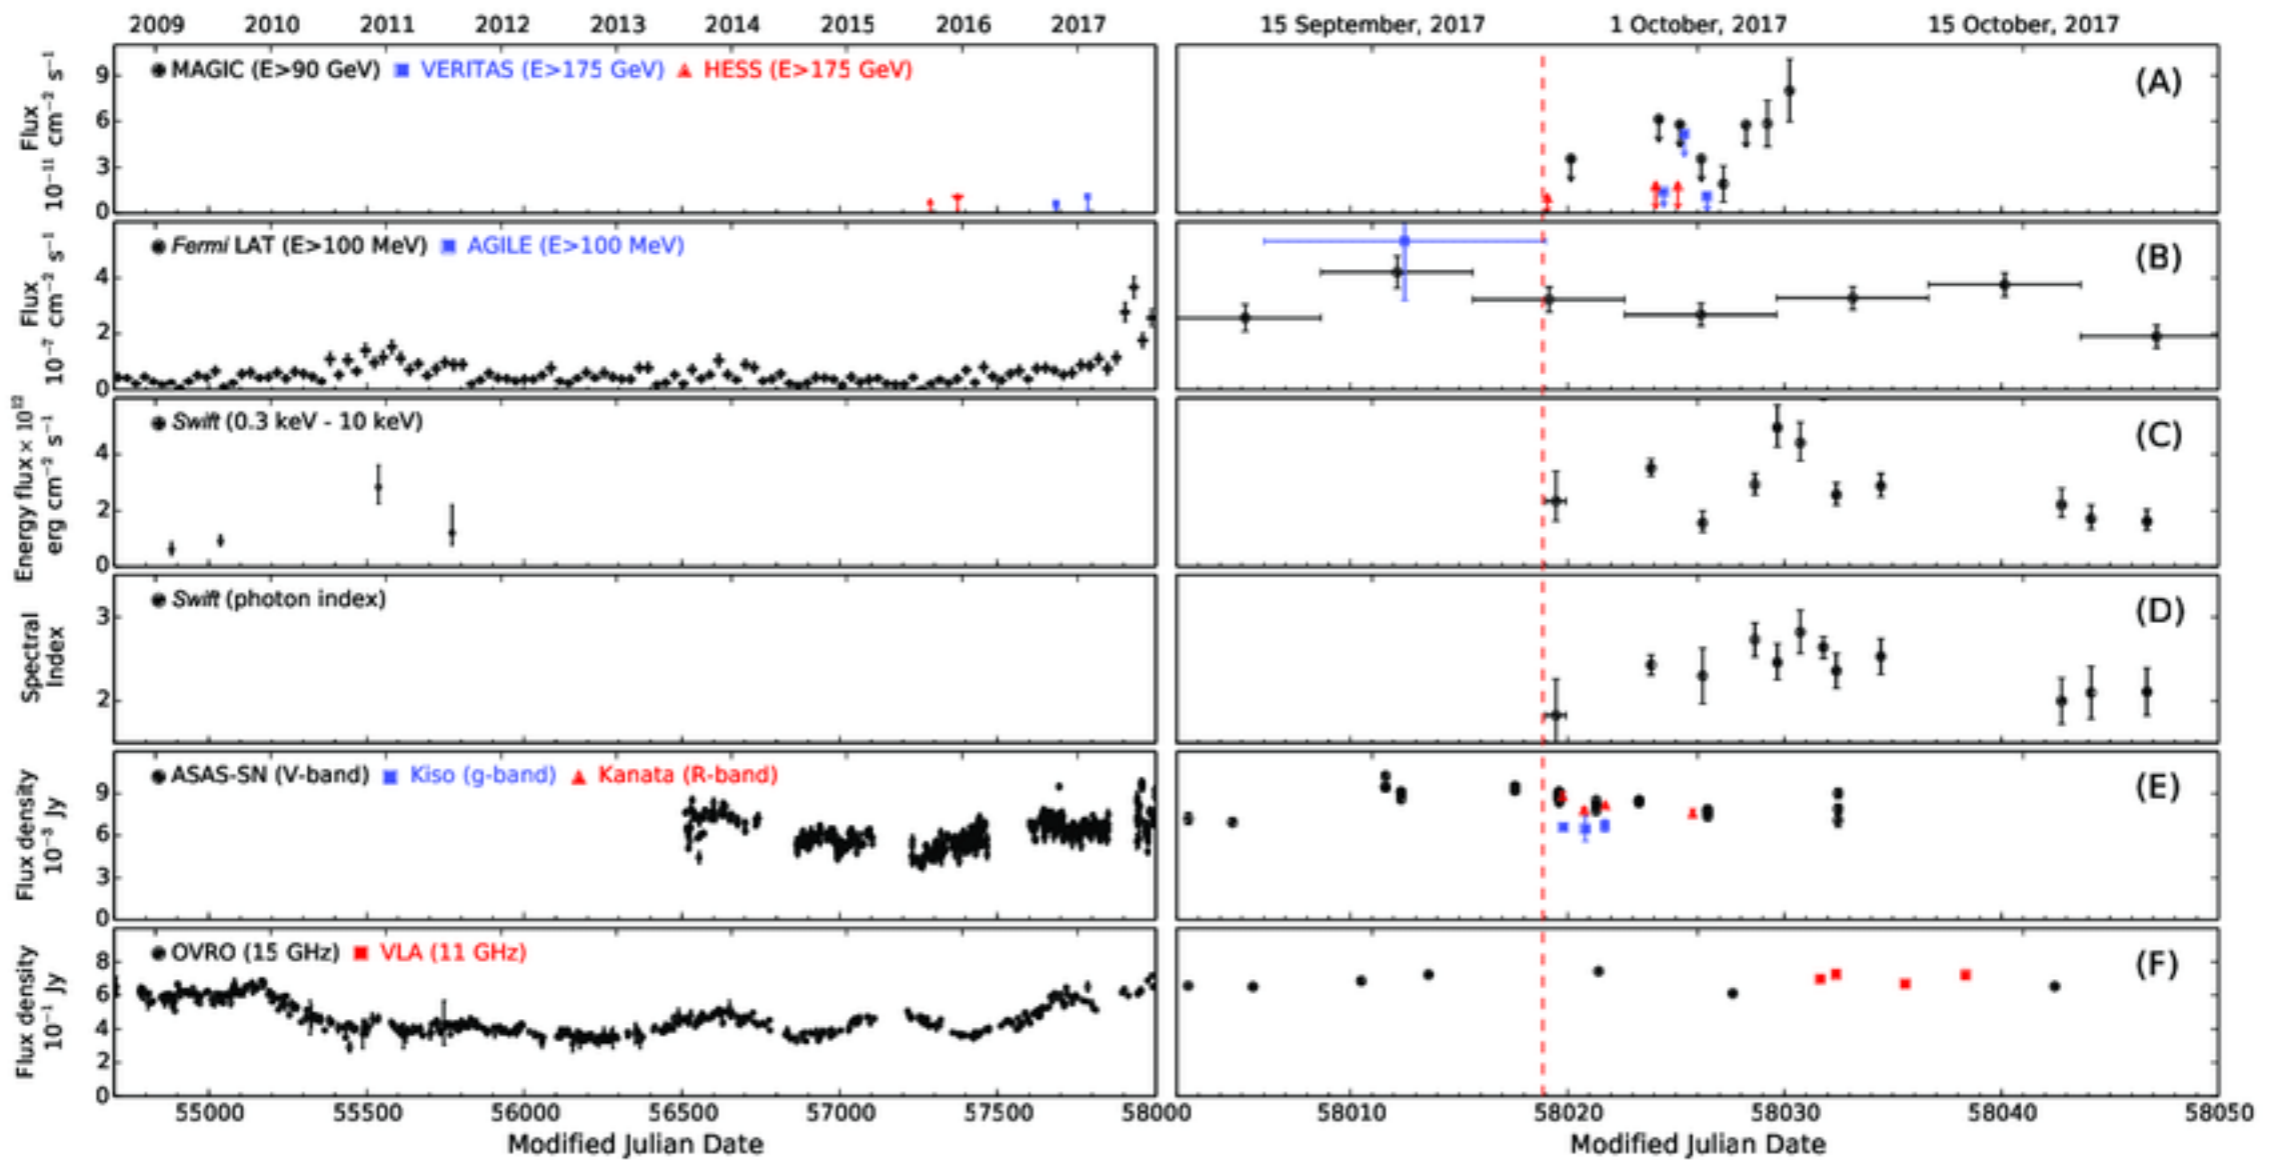 2009 2010 2011 2012 2013 2014 2015 2016 2017 15 September, 2017 1 October, 2017 15 October, 2017
Flux
10⁻¹¹ cm⁻² s⁻¹
9
6
3
0
MAGIC (E>90 GeV) VERITAS (E>175 GeV) HESS (E>175 GeV)
(A)
Flux
10⁻⁷ cm⁻² s⁻¹
4
2
0
Fermi LAT (E>100 MeV) AGILE (E>100 MeV)
(B)
Energy flux × 10¹²
erg cm⁻² s⁻¹
4
2
0
Swift (0.3 keV - 10 keV)
(C)
Spectral
Index
3
2
Swift (photon index)
(D)
Flux density
10⁻³ Jy
9
6
3
0
ASAS-SN (V-band) Kiso (g-band) Kanata (R-band)
(E)
Flux density
10⁻¹ Jy
8
6
4
2
0
OVRO (15 GHz) VLA (11 GHz)
(F)
55000 55500 56000 56500 57000 57500 58000 58010 58020 58030 58040 58050
Modified Julian Date Modified Julian Date